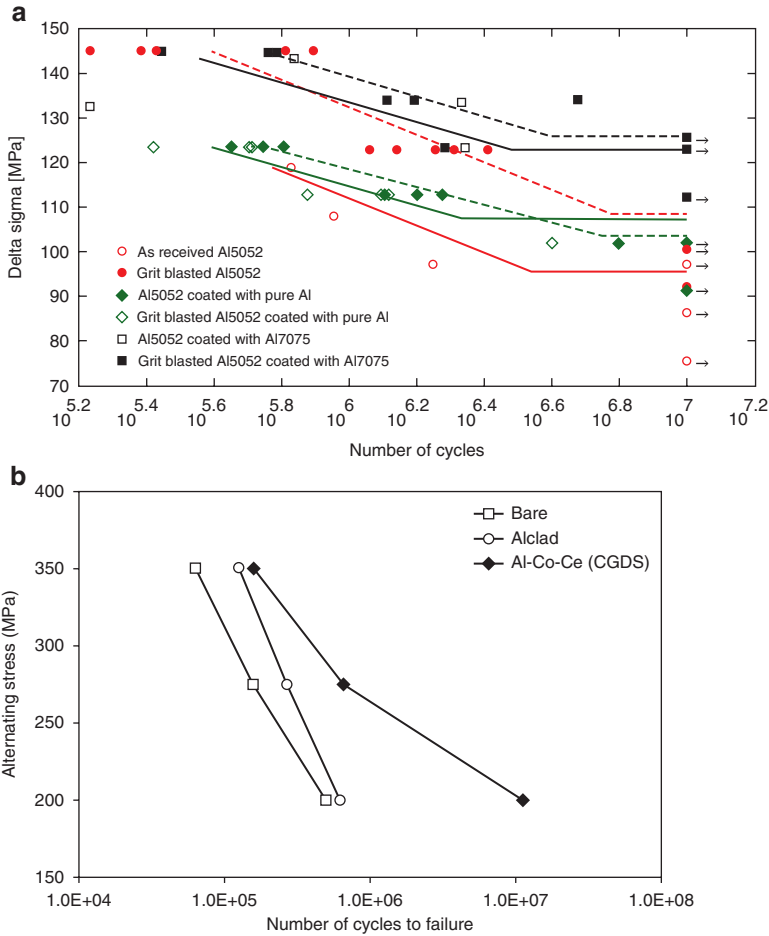 a
150
140
130
120
110
100
90
80
70
Delta sigma [MPa]
As received Al5052
Grit blasted Al5052
Al5052 coated with pure Al
Grit blasted Al5052 coated with pure Al
Al5052 coated with Al7075
Grit blasted Al5052 coated with Al7075
→
→
→
→
→
→
→
→
→
10^5.2 10^5.4 10^5.6 10^5.8 10^6 10^6.2 10^6.4 10^6.6 10^6.8 10^7 10^7.2
Number of cycles
b
400
350
300
250
200
150
Alternating stress (MPa)
Bare
Alclad
Al-Co-Ce (CGDS)
1.0E+04 1.0E+05 1.0E+06 1.0E+07 1.0E+08
Number of cycles to failure